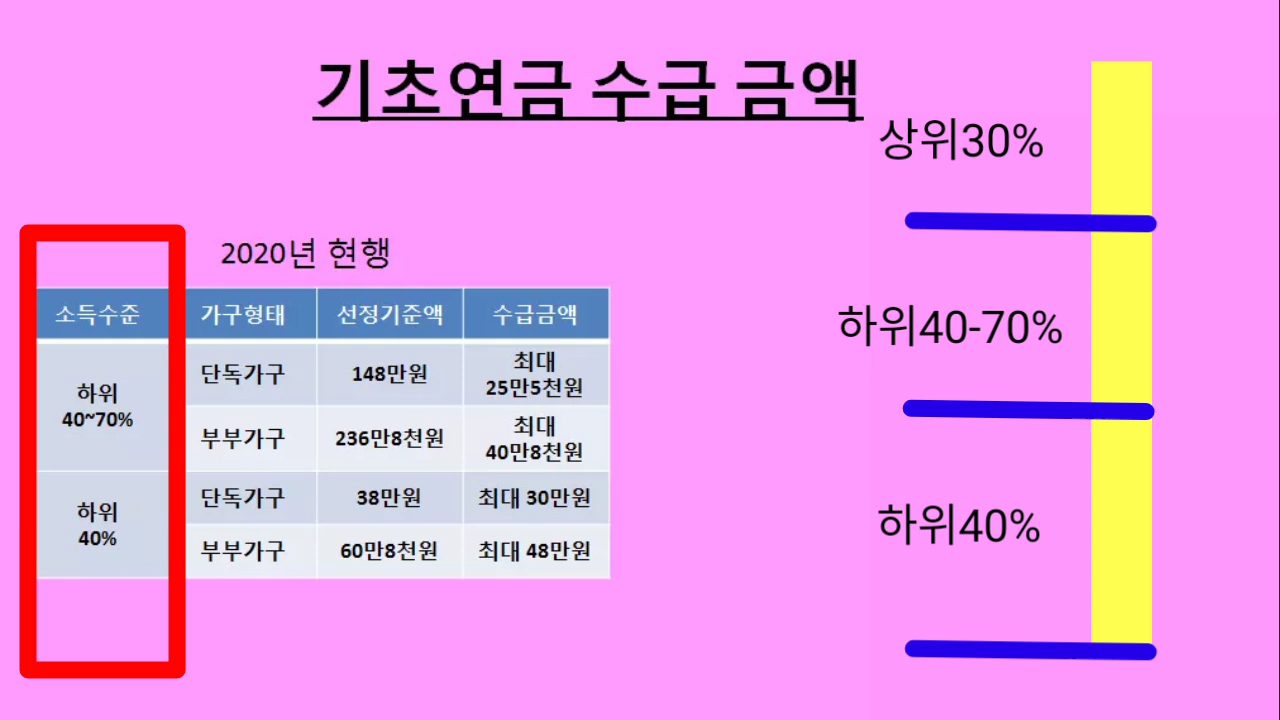 기초연금 수급 금액
상위30%
2020년 현행
소득수준 가구형태 선정기준액 수급금액
하위
40~70%
단독가구 148만원 최대
25만5천원
부부가구 236만8천원 최대
40만8천원
하위
40%
단독가구 38만원 최대 30만원
부부가구 60만8천원 최대 48만원
하위40-70%
하위40%